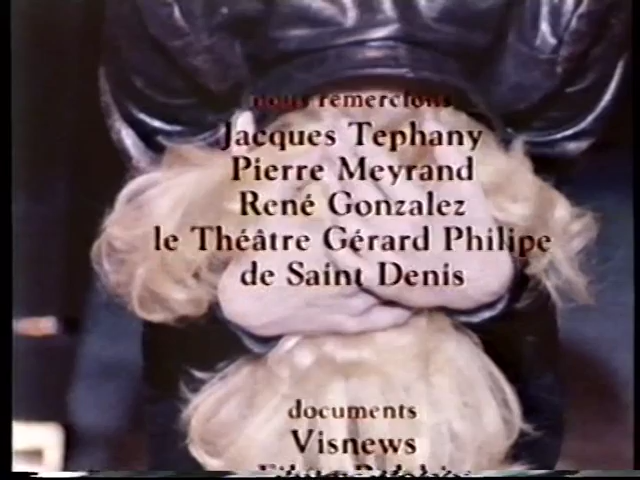 nous remercions
Jacques Tephany
Pierre Meyrand
René Gonzalez
le Théâtre Gérard Philipe
de Saint Denis
documents
Visnews